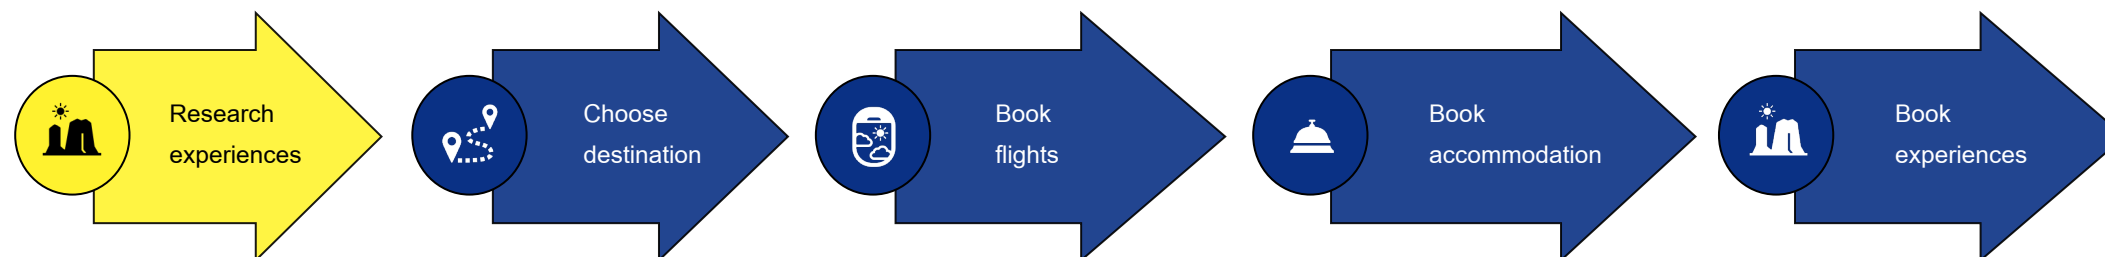 Research
experiences
Choose
destination
Book
flights
Book
accommodation
Book
experiences